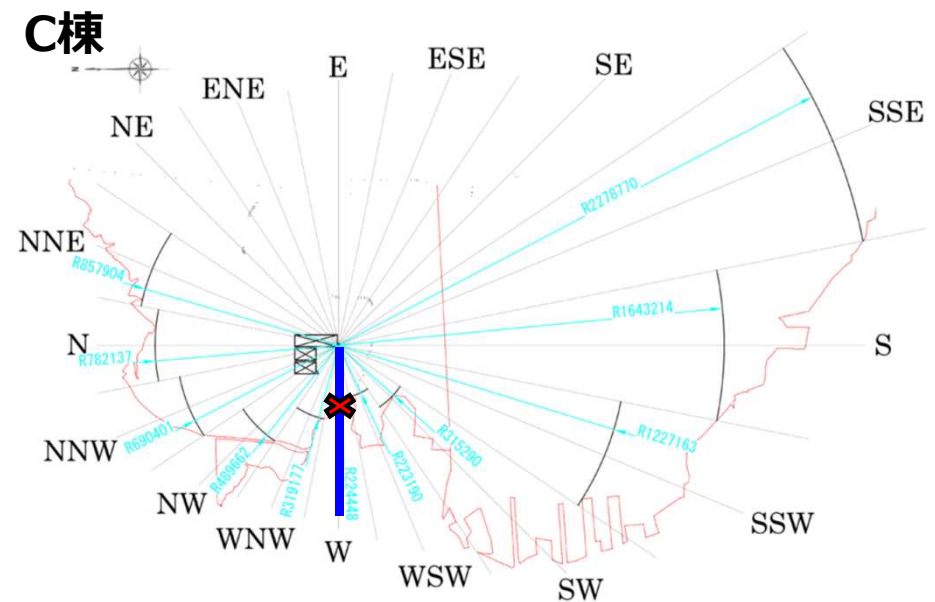 C棟
N
E
ESE
SE
ENE
SSE
NE
R2278770
NNE
R857904
R1643214
N
S
R782137
R690401
R315290
R1227163
NNW
R489662
R319177
R224448
R223190
NW
SSW
WNW
W
WSW
SW